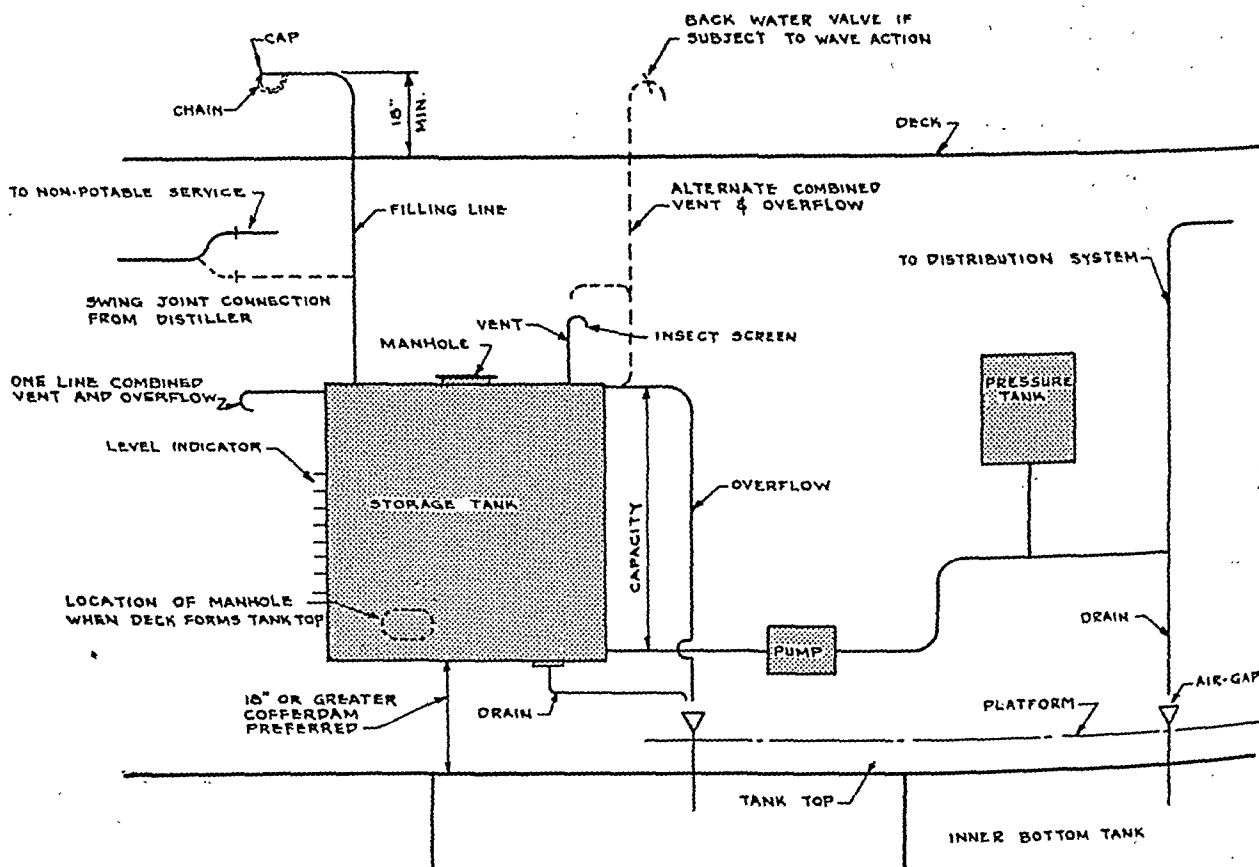 CAP
CHAIN
18"
MIN.
BACK WATER VALVE IF
SUBJECT TO WAVE ACTION
DECK
TO NON-POTABLE SERVICE
FILLING LINE
ALTERNATE COMBINED
VENT & OVERFLOW
TO DISTRIBUTION SYSTEM
SWING JOINT CONNECTION
FROM DISTILLER
VENT
INSECT SCREEN
MANHOLE
ONE LINE COMBINED
VENT AND OVERFLOW
PRESSURE
TANK
LEVEL INDICATOR
STORAGE TANK
OVERFLOW
CAPACITY
LOCATION OF MANHOLE
WHEN DECK FORMS TANK TOP
PUMP
DRAIN
18" OR GREATER
COFFERDAM
PREFERRED
DRAIN
PLATFORM
AIR-GAP
TANK TOP
INNER BOTTOM TANK